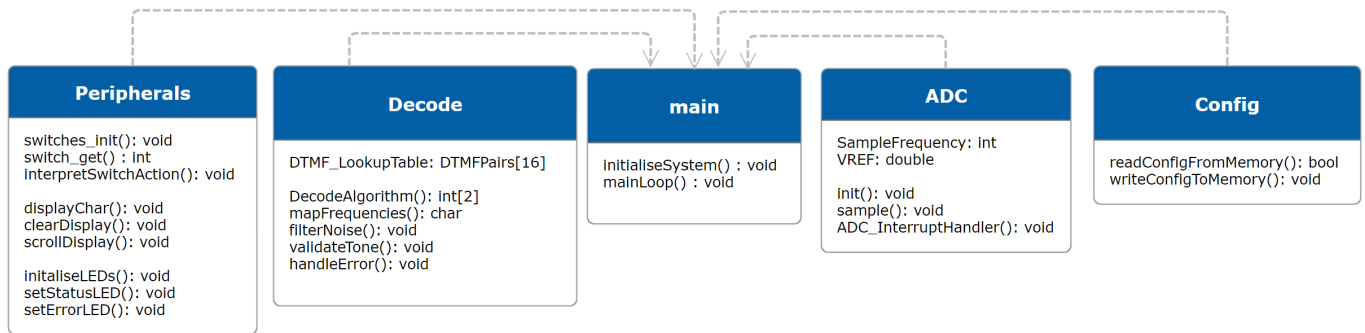 Peripherals
switches_init(): void
switch_get() : int
interpretSwitchAction(): void
displayChar(): void
clearDisplay(): void
scrollDisplay(): void
initaliseLEDs(): void
setStatusLED(): void
setErrorLED(): void
Decode
DTMF_LookupTable: DTMFPairs[16]
DecodeAlgorithm(): int[2]
mapFrequencies(): char
filterNoise(): void
validateTone(): void
handleError(): void
main
initialiseSystem() : void
mainLoop() : void
ADC
SampleFrequency: int
VREF: double
init(): void
sample(): void
ADC_InterruptHandler(): void
Config
readConfigFromMemory(): bool
writeConfigToMemory(): void